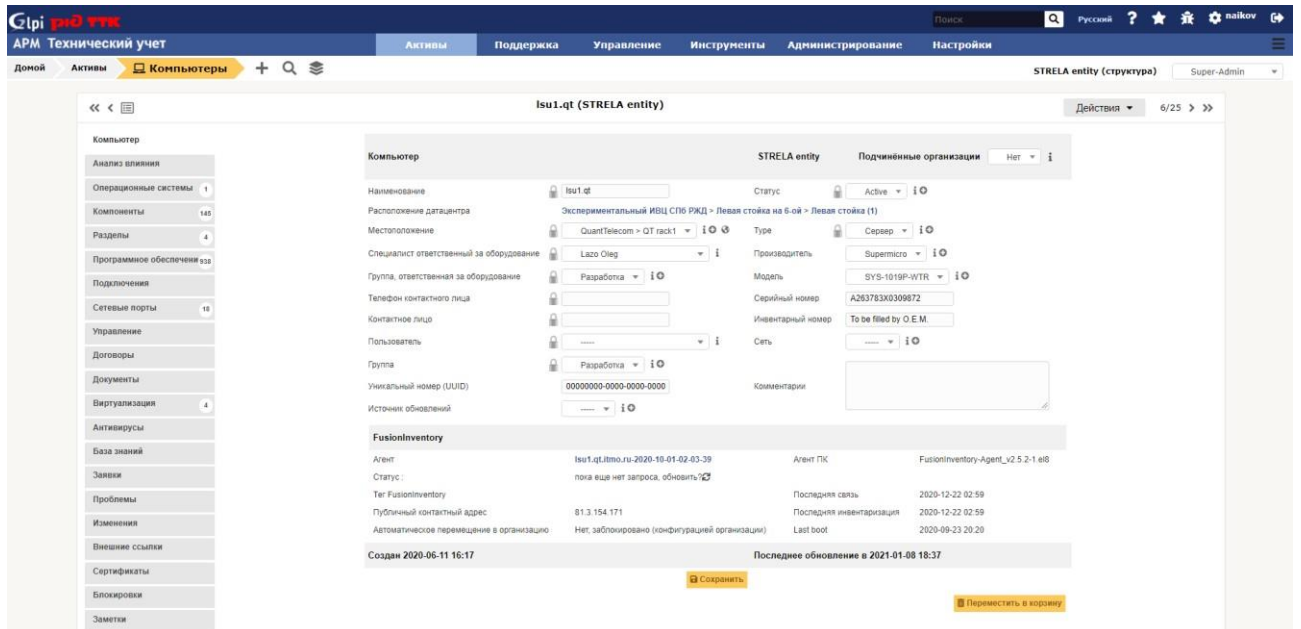 Glpi ржд ТТК
Поиск Русский ? naikov
АРМ Технический учет Активы Поддержка Управление Инструменты Администрирование Настройки
Домой Активы Компьютеры STRELA entity (структура) Super-Admin
lsu1.qt (STRELA entity) Действия 6/25
Компьютер
Анализ влияния
Операционные системы 1
Компоненты 145
Разделы 4
Программное обеспечени 938
Подключения
Сетевые порты 18
Управление
Договоры
Документы
Виртуализация 4
Антивирусы
База знаний
Заявки
Проблемы
Изменения
Внешние ссылки
Сертификаты
Блокировки
Заметки
Компьютер STRELA entity Подчинённые организации Нет
Наименование lsu1.qt Статус Active
Расположение датацентра Экспериментальный ИВЦ СПб РЖД > Левая стойка на 6-ой > Левая стойка (1)
Местоположение QuantTelecom > QT rack1 Type Сервер
Специалист ответственный за оборудование Lazo Oleg Производитель Supermicro
Группа, ответственная за оборудование Разработка Модель SYS-1019P-WTR
Телефон контактного лица Серийный номер A263783X0309872
Контактное лицо Инвентарный номер To be filled by O.E.M.
Пользователь ----- Сеть -----
Группа Разработка
Уникальный номер (UUID) 00000000-0000-0000-0000 Комментарии
Источник обновлений -----
FusionInventory
Агент lsu1.qt.itmo.ru-2020-10-01-02-03-39 Агент ПК FusionInventory-Agent_v2.5.2-1.el8
Статус : пока еще нет запроса, обновить?
Тег FusionInventory Последняя связь 2020-12-22 02:59
Публичный контактный адрес 81.3.154.171 Последняя инвентаризация 2020-12-22 02:59
Автоматическое перемещение в организацию Нет, заблокировано (конфигурацией организации) Last boot 2020-09-23 20:20
Создан 2020-06-11 16:17 Последнее обновление в 2021-01-08 18:37
Сохранить
Переместить в корзину